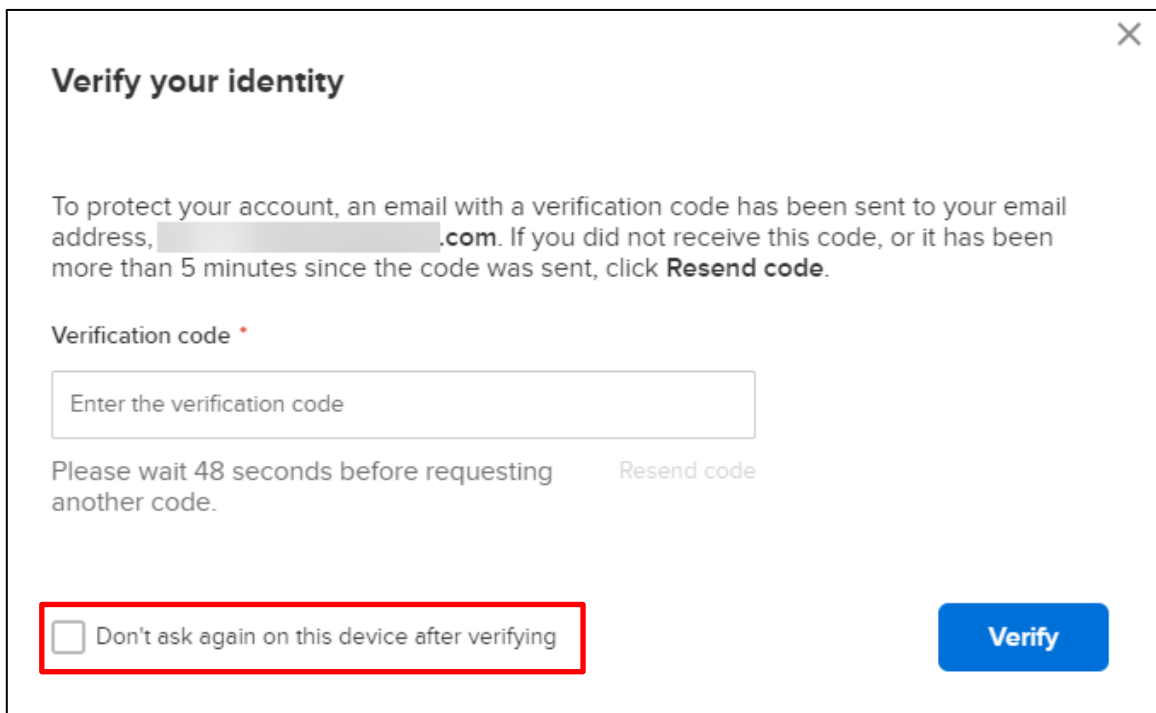 Verify your identity
To protect your account, an email with a verification code has been sent to your email
address, .com. If you did not receive this code, or it has been
more than 5 minutes since the code was sent, click Resend code.
Verification code *
Enter the verification code
Please wait 48 seconds before requesting
another code.
Resend code
Don't ask again on this device after verifying
Verify